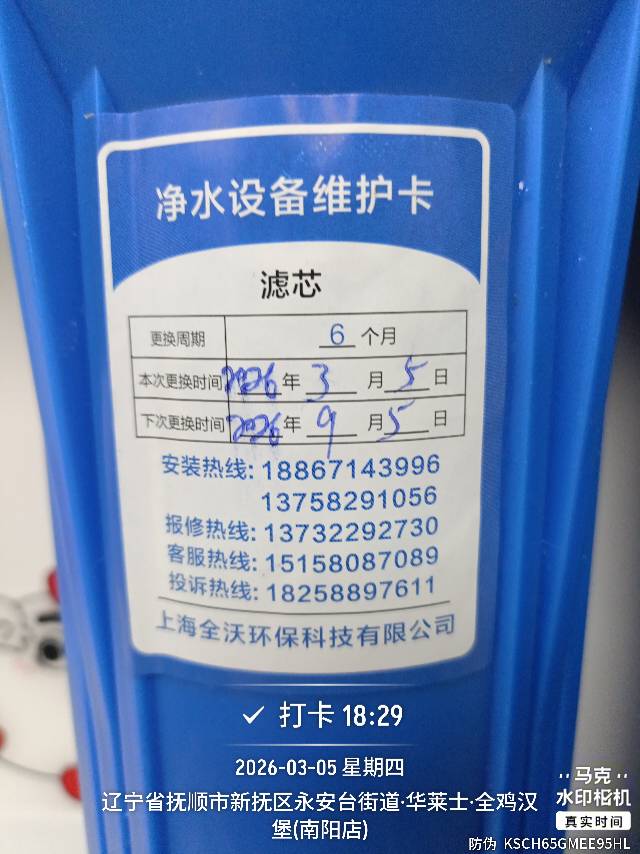 净水设备维护卡
滤芯
更换周期 6 个月
本次更换时间 2026 年 3 月 5 日
下次更换时间 2026 年 9 月 5 日
安装热线: 18867143996
13758291056
报修热线: 13732292730
客服热线: 15158087089
投诉热线: 18258897611
上海全沃环保科技有限公司
打卡 18:29
2026-03-05 星期四
辽宁省抚顺市新抚区永安台街道·华莱士·全鸡汉
堡(南阳店)
马克
水印相机
真实时间
防伪 KSCH65GMEE95HL